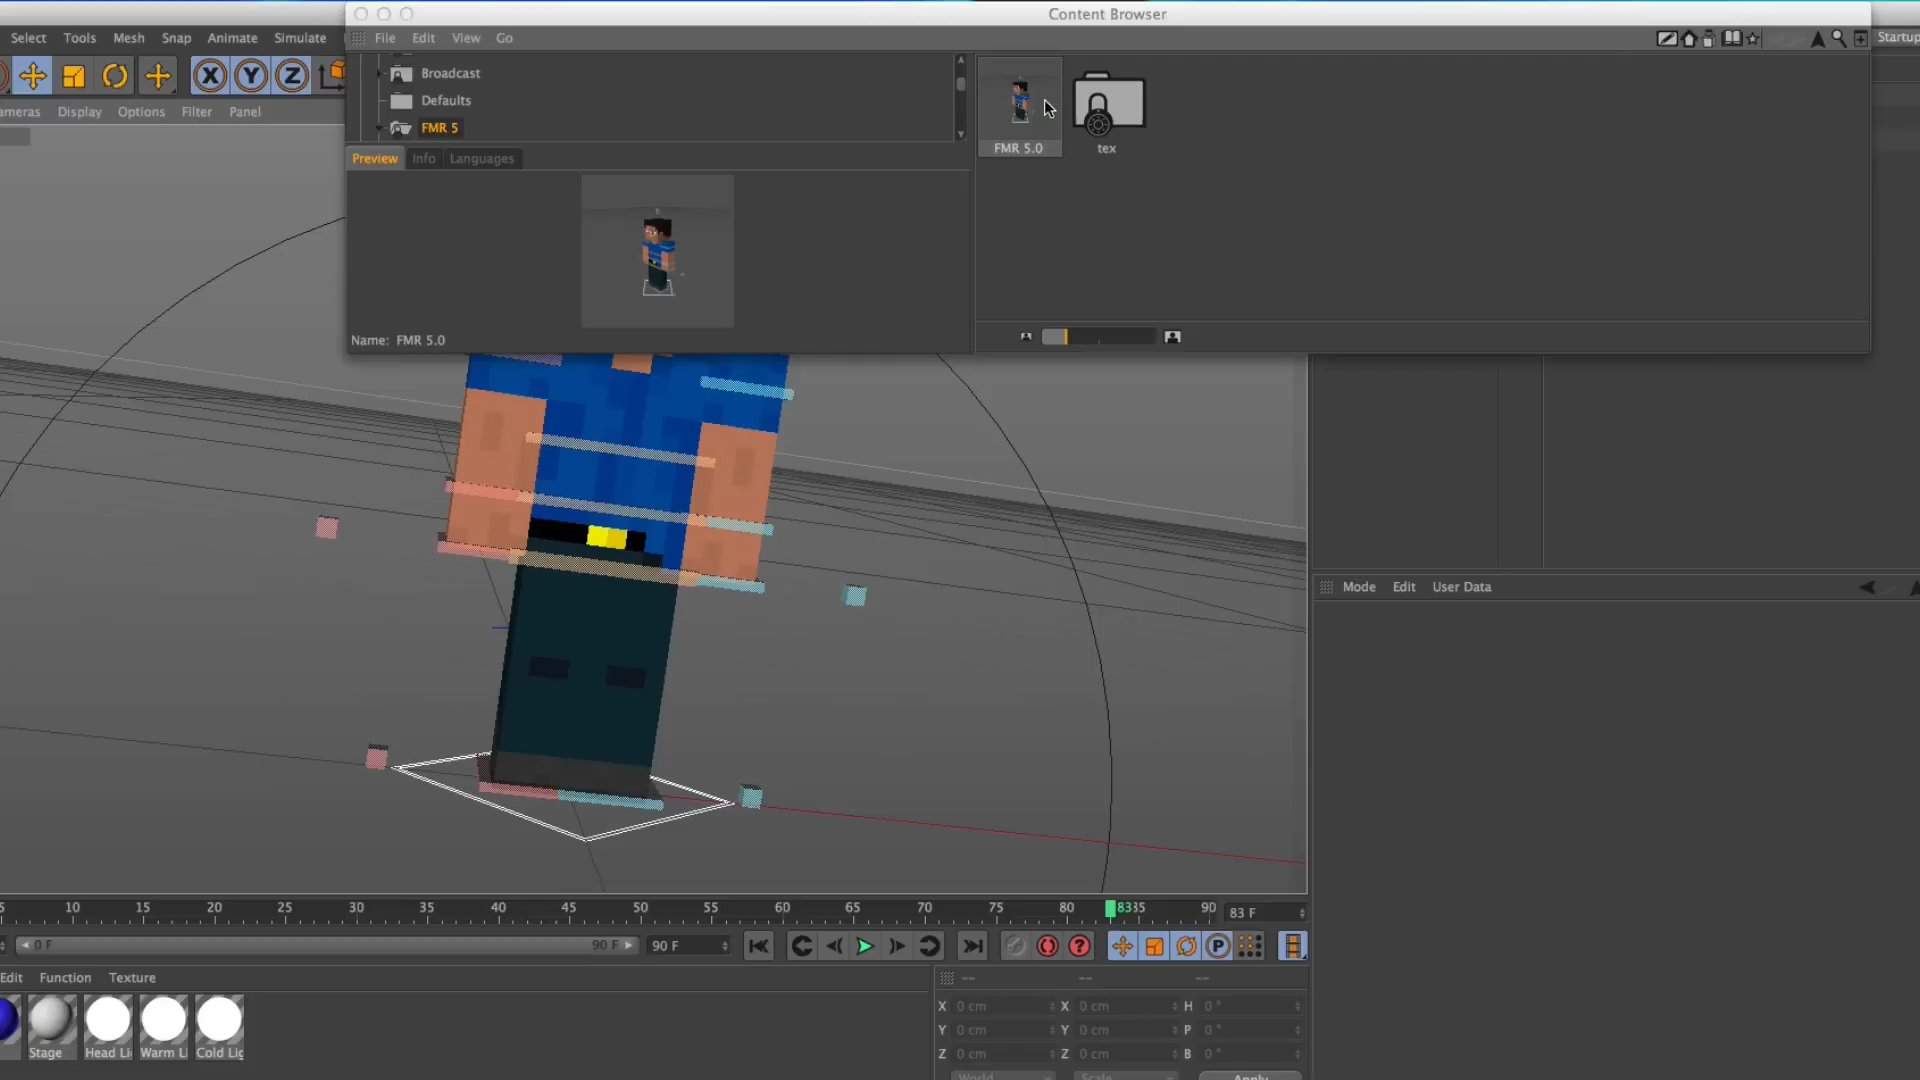 Content Browser
Select Tools Mesh Snap Animate Simulate
File Edit View Go
Startup
X Y Z
Broadcast
Defaults
FMR 5
FMR 5.0
tex
ameras Display Options Filter Panel
Preview Info Languages
Name: FMR 5.0
Mode Edit User Data
5 10 15 20 25 30 35 40 45 50 55 60 65 70 75 80 8335 90 83 F
0 F 90 F 90 F
P
Edit Function Texture
-- -- --
X 0 cm X 0 cm H 0 °
Y 0 cm Y 0 cm P 0 °
Z 0 cm Z 0 cm B 0 °
Stage Head Li Warm Li Cold Lig
World Scale Apply